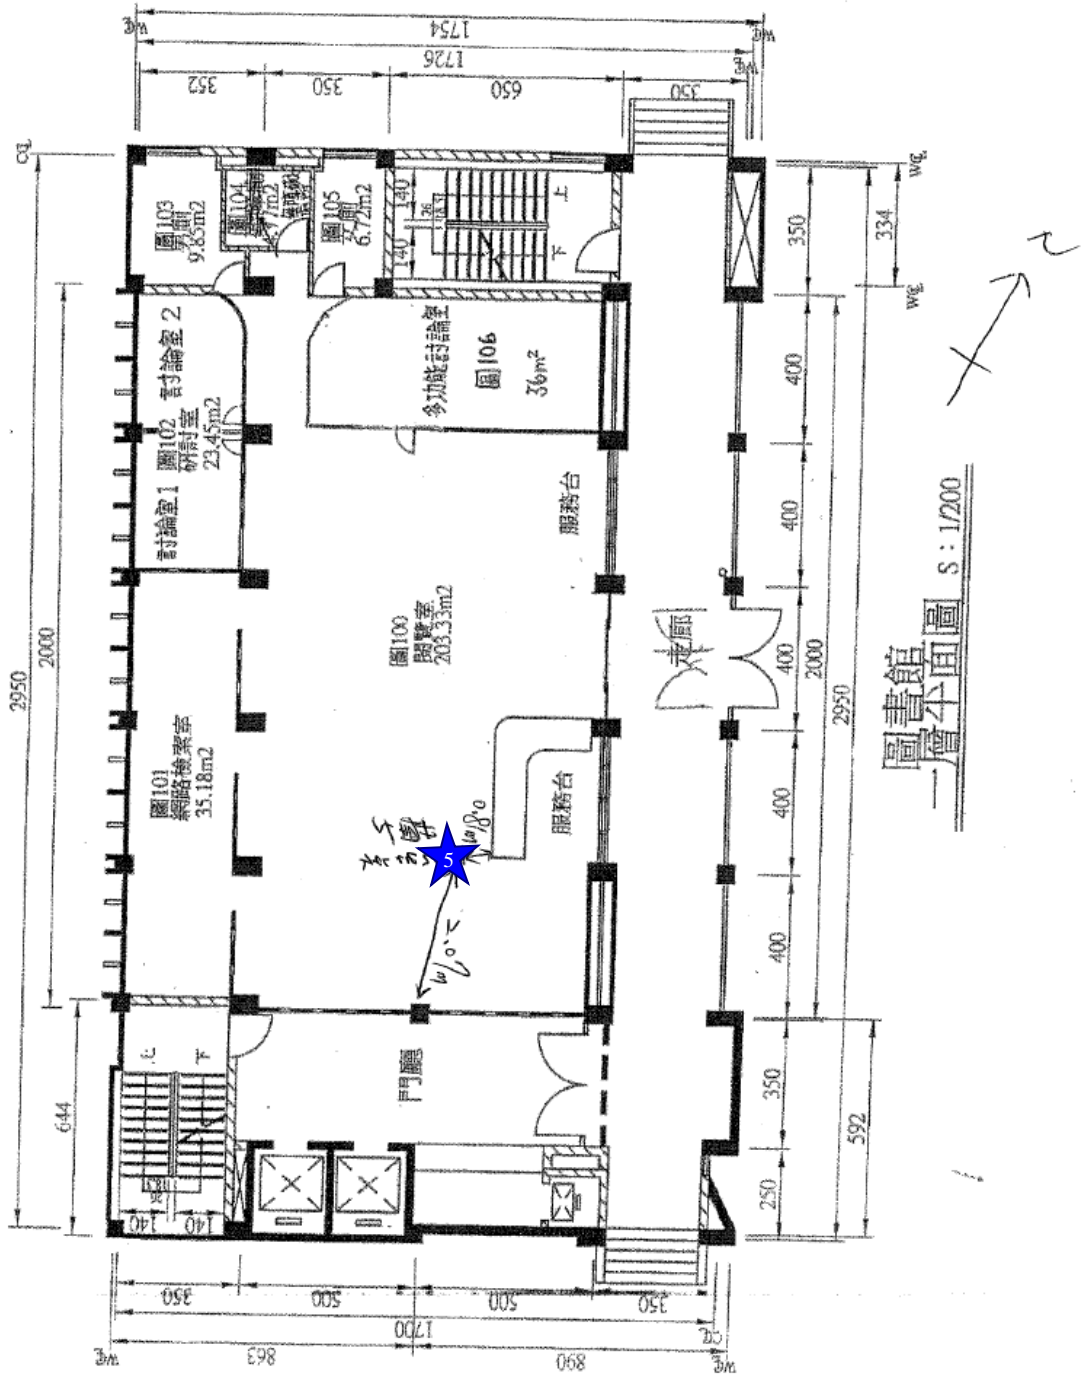 1754
1726
352
350
650
350
圖103
男廁
9.85m2
圖104
圖105
女廁
6.72m2
140
140
上
下
350
334
討論室 2
圖102
研討室
23.45m2
討論室 1
多功能討論室
圖106
36m²
400
N
服務台
400
2950
2000
圖100
閱覽室
203.33m2
走廊
400
2000
2950
圖書館
一層平面圖 S：1/200
圖101
網路檢索室
35.18m2
服務台
400
5
400
門廳
上
下
644
350
592
140
140
250
350
500
500
350
1700
863
890